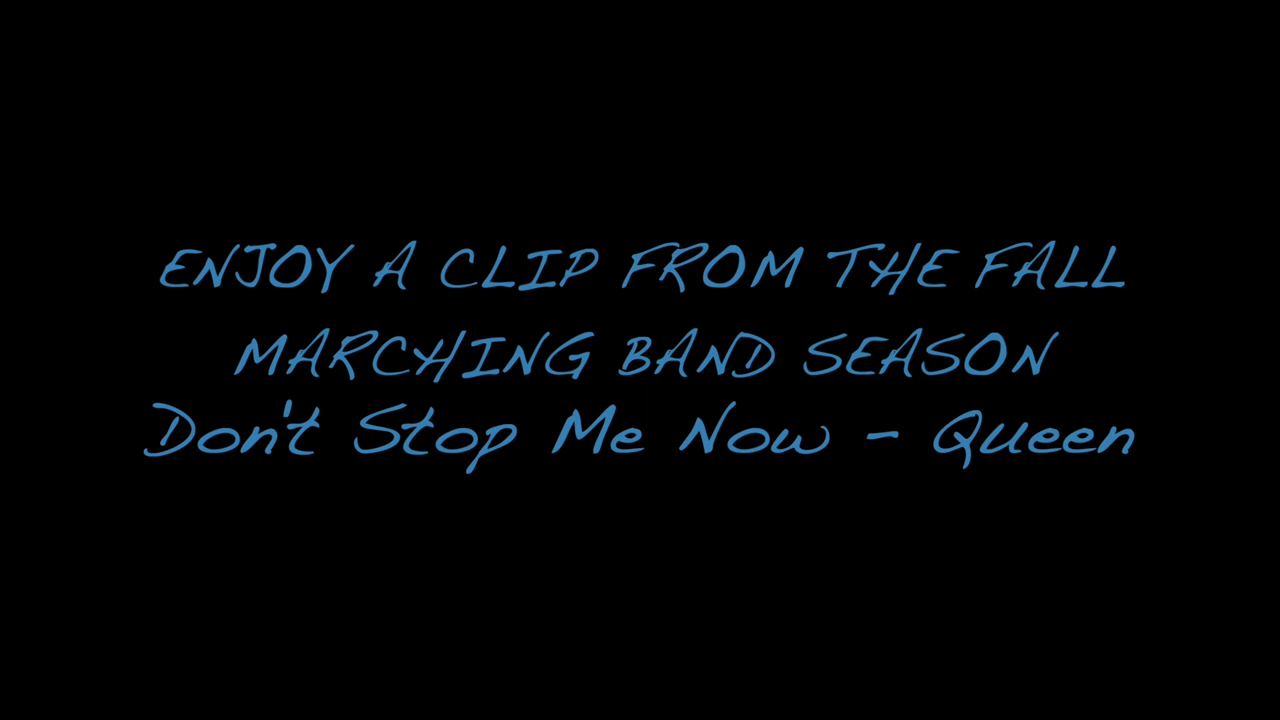 ENJOY A CLIP FROM THE FALL
MARCHING BAND SEASON
Don't Stop Me Now - Queen